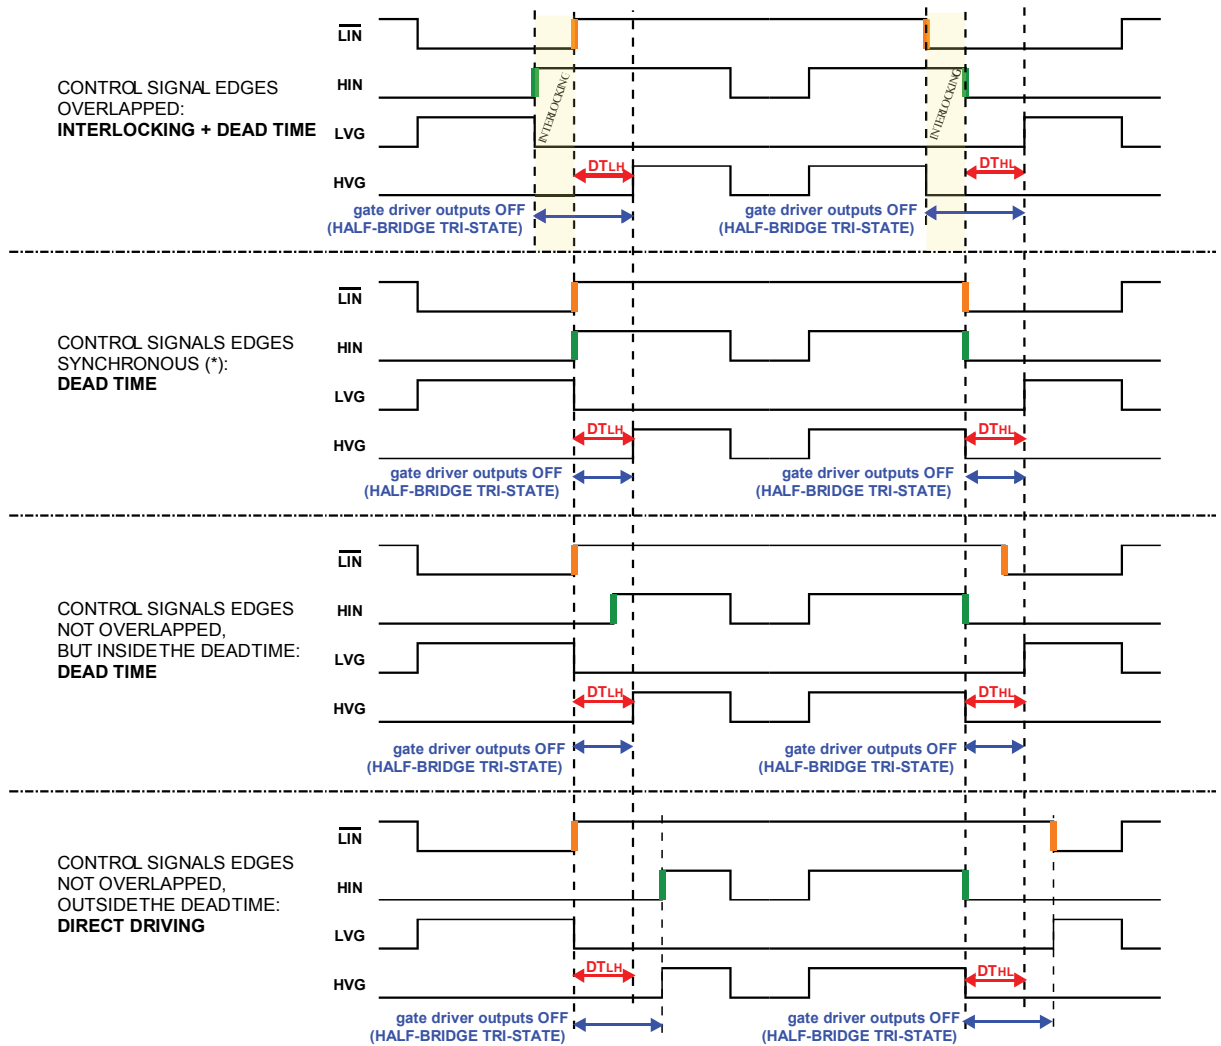 LIN
CONTROL SIGNAL EDGES
OVERLAPPED:
INTERLOCKING + DEAD TIME
HIN
INTERLOCKING
INTERLOCKING
LVG
HVG
DTLH
DTHL
gate driver outputs OFF
(HALF-BRIDGE TRI-STATE)
gate driver outputs OFF
(HALF-BRIDGE TRI-STATE)
LIN
CONTROL SIGNALS EDGES
SYNCHRONOUS (*):
DEAD TIME
HIN
LVG
HVG
DTLH
DTHL
gate driver outputs OFF
(HALF-BRIDGE TRI-STATE)
gate driver outputs OFF
(HALF-BRIDGE TRI-STATE)
LIN
CONTROL SIGNALS EDGES
NOT OVERLAPPED,
BUT INSIDE THE DEAD TIME:
DEAD TIME
HIN
LVG
HVG
DTLH
DTHL
gate driver outputs OFF
(HALF-BRIDGE TRI-STATE)
gate driver outputs OFF
(HALF-BRIDGE TRI-STATE)
LIN
CONTROL SIGNALS EDGES
NOT OVERLAPPED,
OUTSIDE THE DEAD TIME:
DIRECT DRIVING
HIN
LVG
HVG
DTLH
DTHL
gate driver outputs OFF
(HALF-BRIDGE TRI-STATE)
gate driver outputs OFF
(HALF-BRIDGE TRI-STATE)